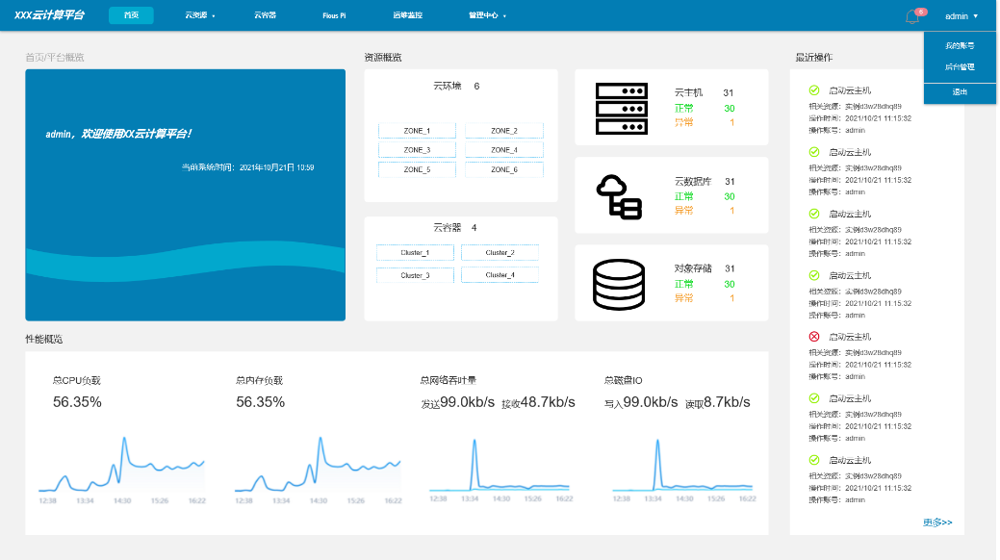 XXX云计算平台 首页 云资源 云容器 Fious Pi 运维监控 管理中心 6 admin
我的账号
后台管理
退出
首页/平台概览
admin，欢迎使用XX云计算平台！
当前系统时间：2021年10月21日 10:59
资源概览
云环境 6
ZONE_1 ZONE_2
ZONE_3 ZONE_4
ZONE_5 ZONE_6
云容器 4
Cluster_1 Cluster_2
Cluster_3 Cluster_4
云主机 31
正常 30
异常 1
云数据库 31
正常 30
异常 1
对象存储 31
正常 30
异常 1
性能概览
总CPU负载
56.35%
12:38 13:34 14:30 15:26 16:22
总内存负载
56.35%
12:38 13:34 14:30 15:26 16:22
总网络吞吐量
发送99.0kb/s 接收48.7kb/s
12:38 13:34 14:30 15:26 16:22
总磁盘IO
写入99.0kb/s 读取8.7kb/s
12:38 13:34 14:30 15:26 16:22
最近操作
启动云主机
相关资源：实例d3w28dhq89
操作时间：2021/10/21 11:15:32
操作账号：admin
启动云主机
相关资源：实例d3w28dhq89
操作时间：2021/10/21 11:15:32
操作账号：admin
启动云主机
相关资源：实例d3w28dhq89
操作时间：2021/10/21 11:15:32
操作账号：admin
启动云主机
相关资源：实例d3w28dhq89
操作时间：2021/10/21 11:15:32
操作账号：admin
启动云主机
相关资源：实例d3w28dhq89
操作时间：2021/10/21 11:15:32
操作账号：admin
启动云主机
相关资源：实例d3w28dhq89
操作时间：2021/10/21 11:15:32
操作账号：admin
启动云主机
相关资源：实例d3w28dhq89
操作时间：2021/10/21 11:15:32
操作账号：admin
更多>>